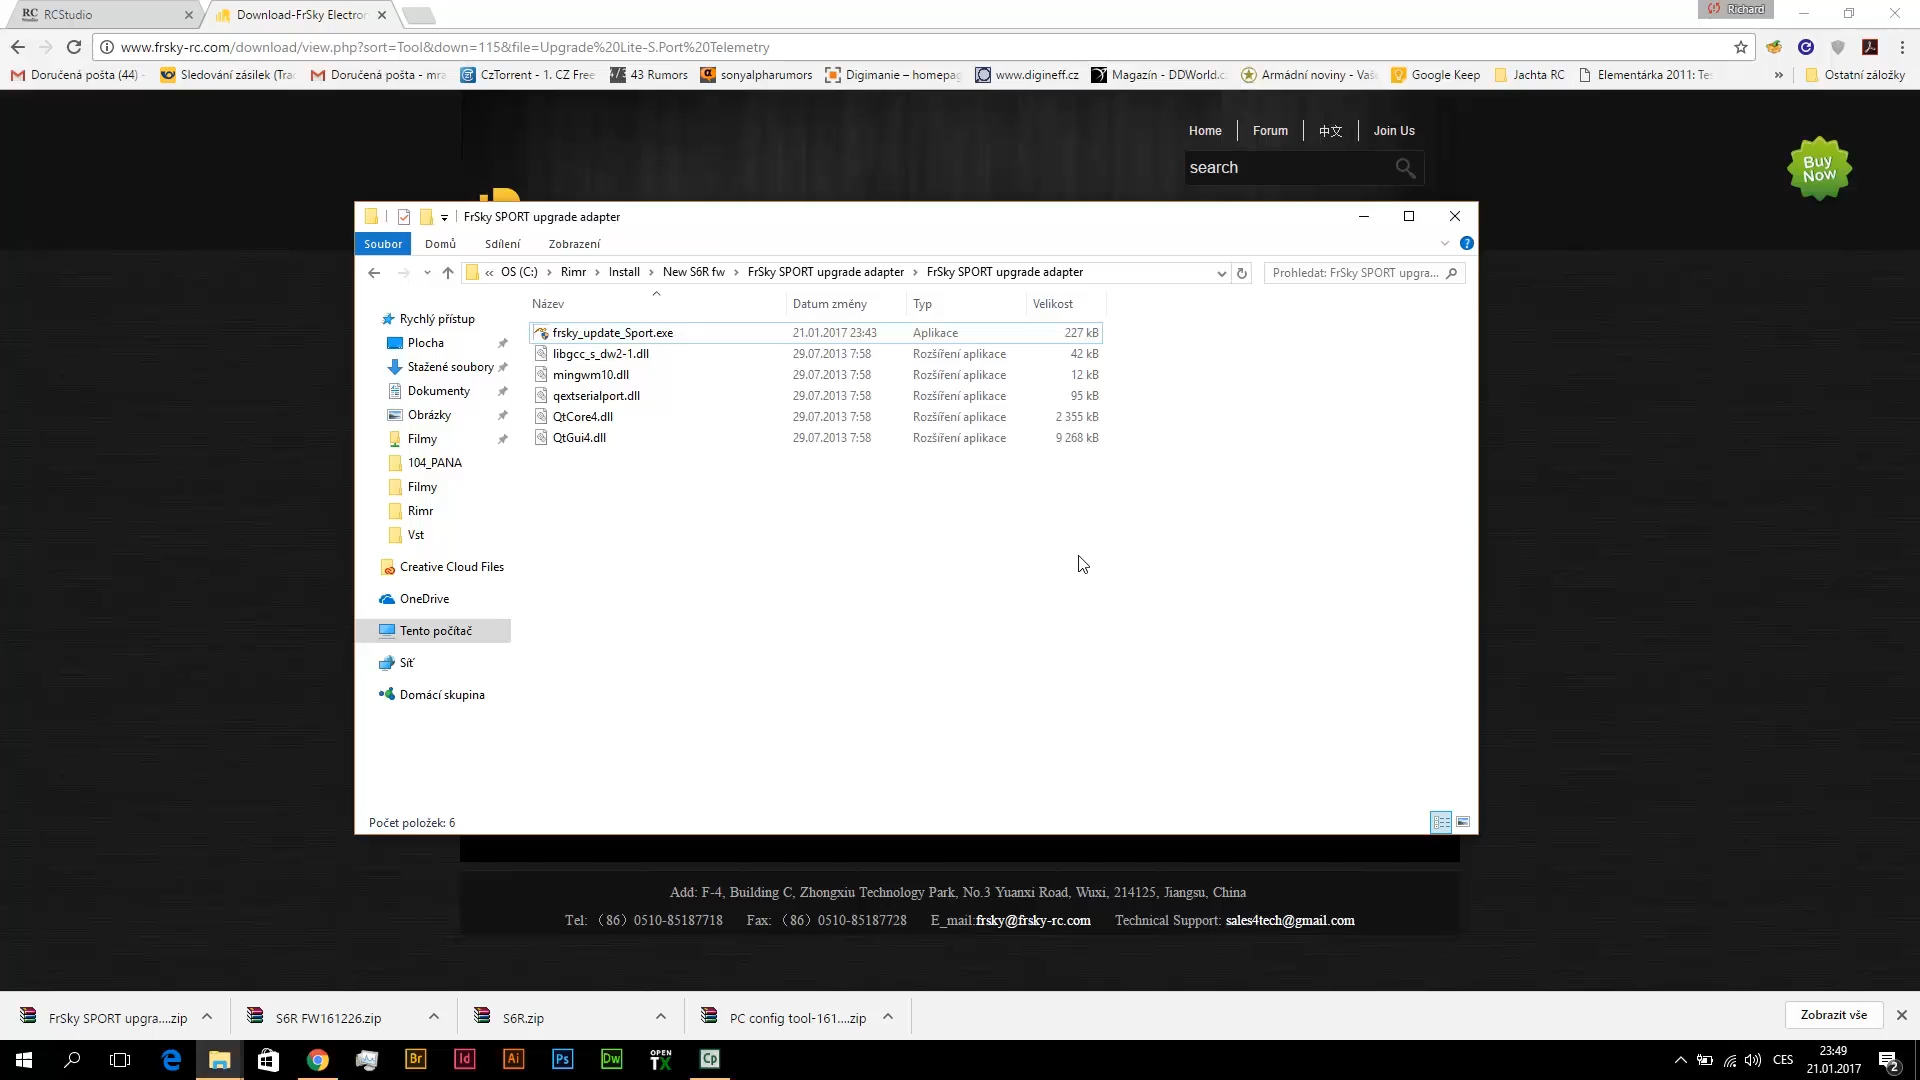 RCStudio
Download-FrSky Electror
Richard
www.frsky-rc.com/download/view.php?sort=Tool&down=115&file=Upgrade%20Lite-S.Port%20Telemetry
Doručená pošta (44) -
Sledování zásilek (Tra
Doručená pošta - mra
CzTorrent - 1. CZ Free
43 Rumors
sonyalpharumors
Digimanie – homepag
www.digineff.cz
Magazín - DDWorld.c
Armádní noviny - Vaše
Google Keep
Jachta RC
Elementárka 2011: Te
»
Ostatní záložky
Home
Forum
中文
Join Us
search
Buy
Now
FrSky SPORT upgrade adapter
Soubor
Domů
Sdílení
Zobrazení
« OS (C:) › Rimr › Install › New S6R fw › FrSky SPORT upgrade adapter › FrSky SPORT upgrade adapter
Prohledat: FrSky SPORT upgra...
Název
Datum změny
Typ
Velikost
frsky_update_Sport.exe 21.01.2017 23:43 Aplikace 227 kB
libgcc_s_dw2-1.dll 29.07.2013 7:58 Rozšíření aplikace 42 kB
mingwm10.dll 29.07.2013 7:58 Rozšíření aplikace 12 kB
qextserialport.dll 29.07.2013 7:58 Rozšíření aplikace 95 kB
QtCore4.dll 29.07.2013 7:58 Rozšíření aplikace 2 355 kB
QtGui4.dll 29.07.2013 7:58 Rozšíření aplikace 9 268 kB
Rychlý přístup
Plocha
Stažené soubory
Dokumenty
Obrázky
Filmy
104_PANA
Filmy
Rimr
Vst
Creative Cloud Files
OneDrive
Tento počítač
Síť
Domácí skupina
Počet položek: 6
Add: F-4, Building C, Zhongxiu Technology Park, No.3 Yuanxi Road, Wuxi, 214125, Jiangsu, China
Tel: （86）0510-85187718 Fax: （86）0510-85187728 E_mail:frsky@frsky-rc.com Technical Support: sales4tech@gmail.com
FrSky SPORT upgra....zip
S6R FW161226.zip
S6R.zip
PC config tool-161....zip
Zobrazit vše
Br
Id
Ai
Ps
Dw
OPEN
TX
Cp
CES
23:49
21.01.2017
2